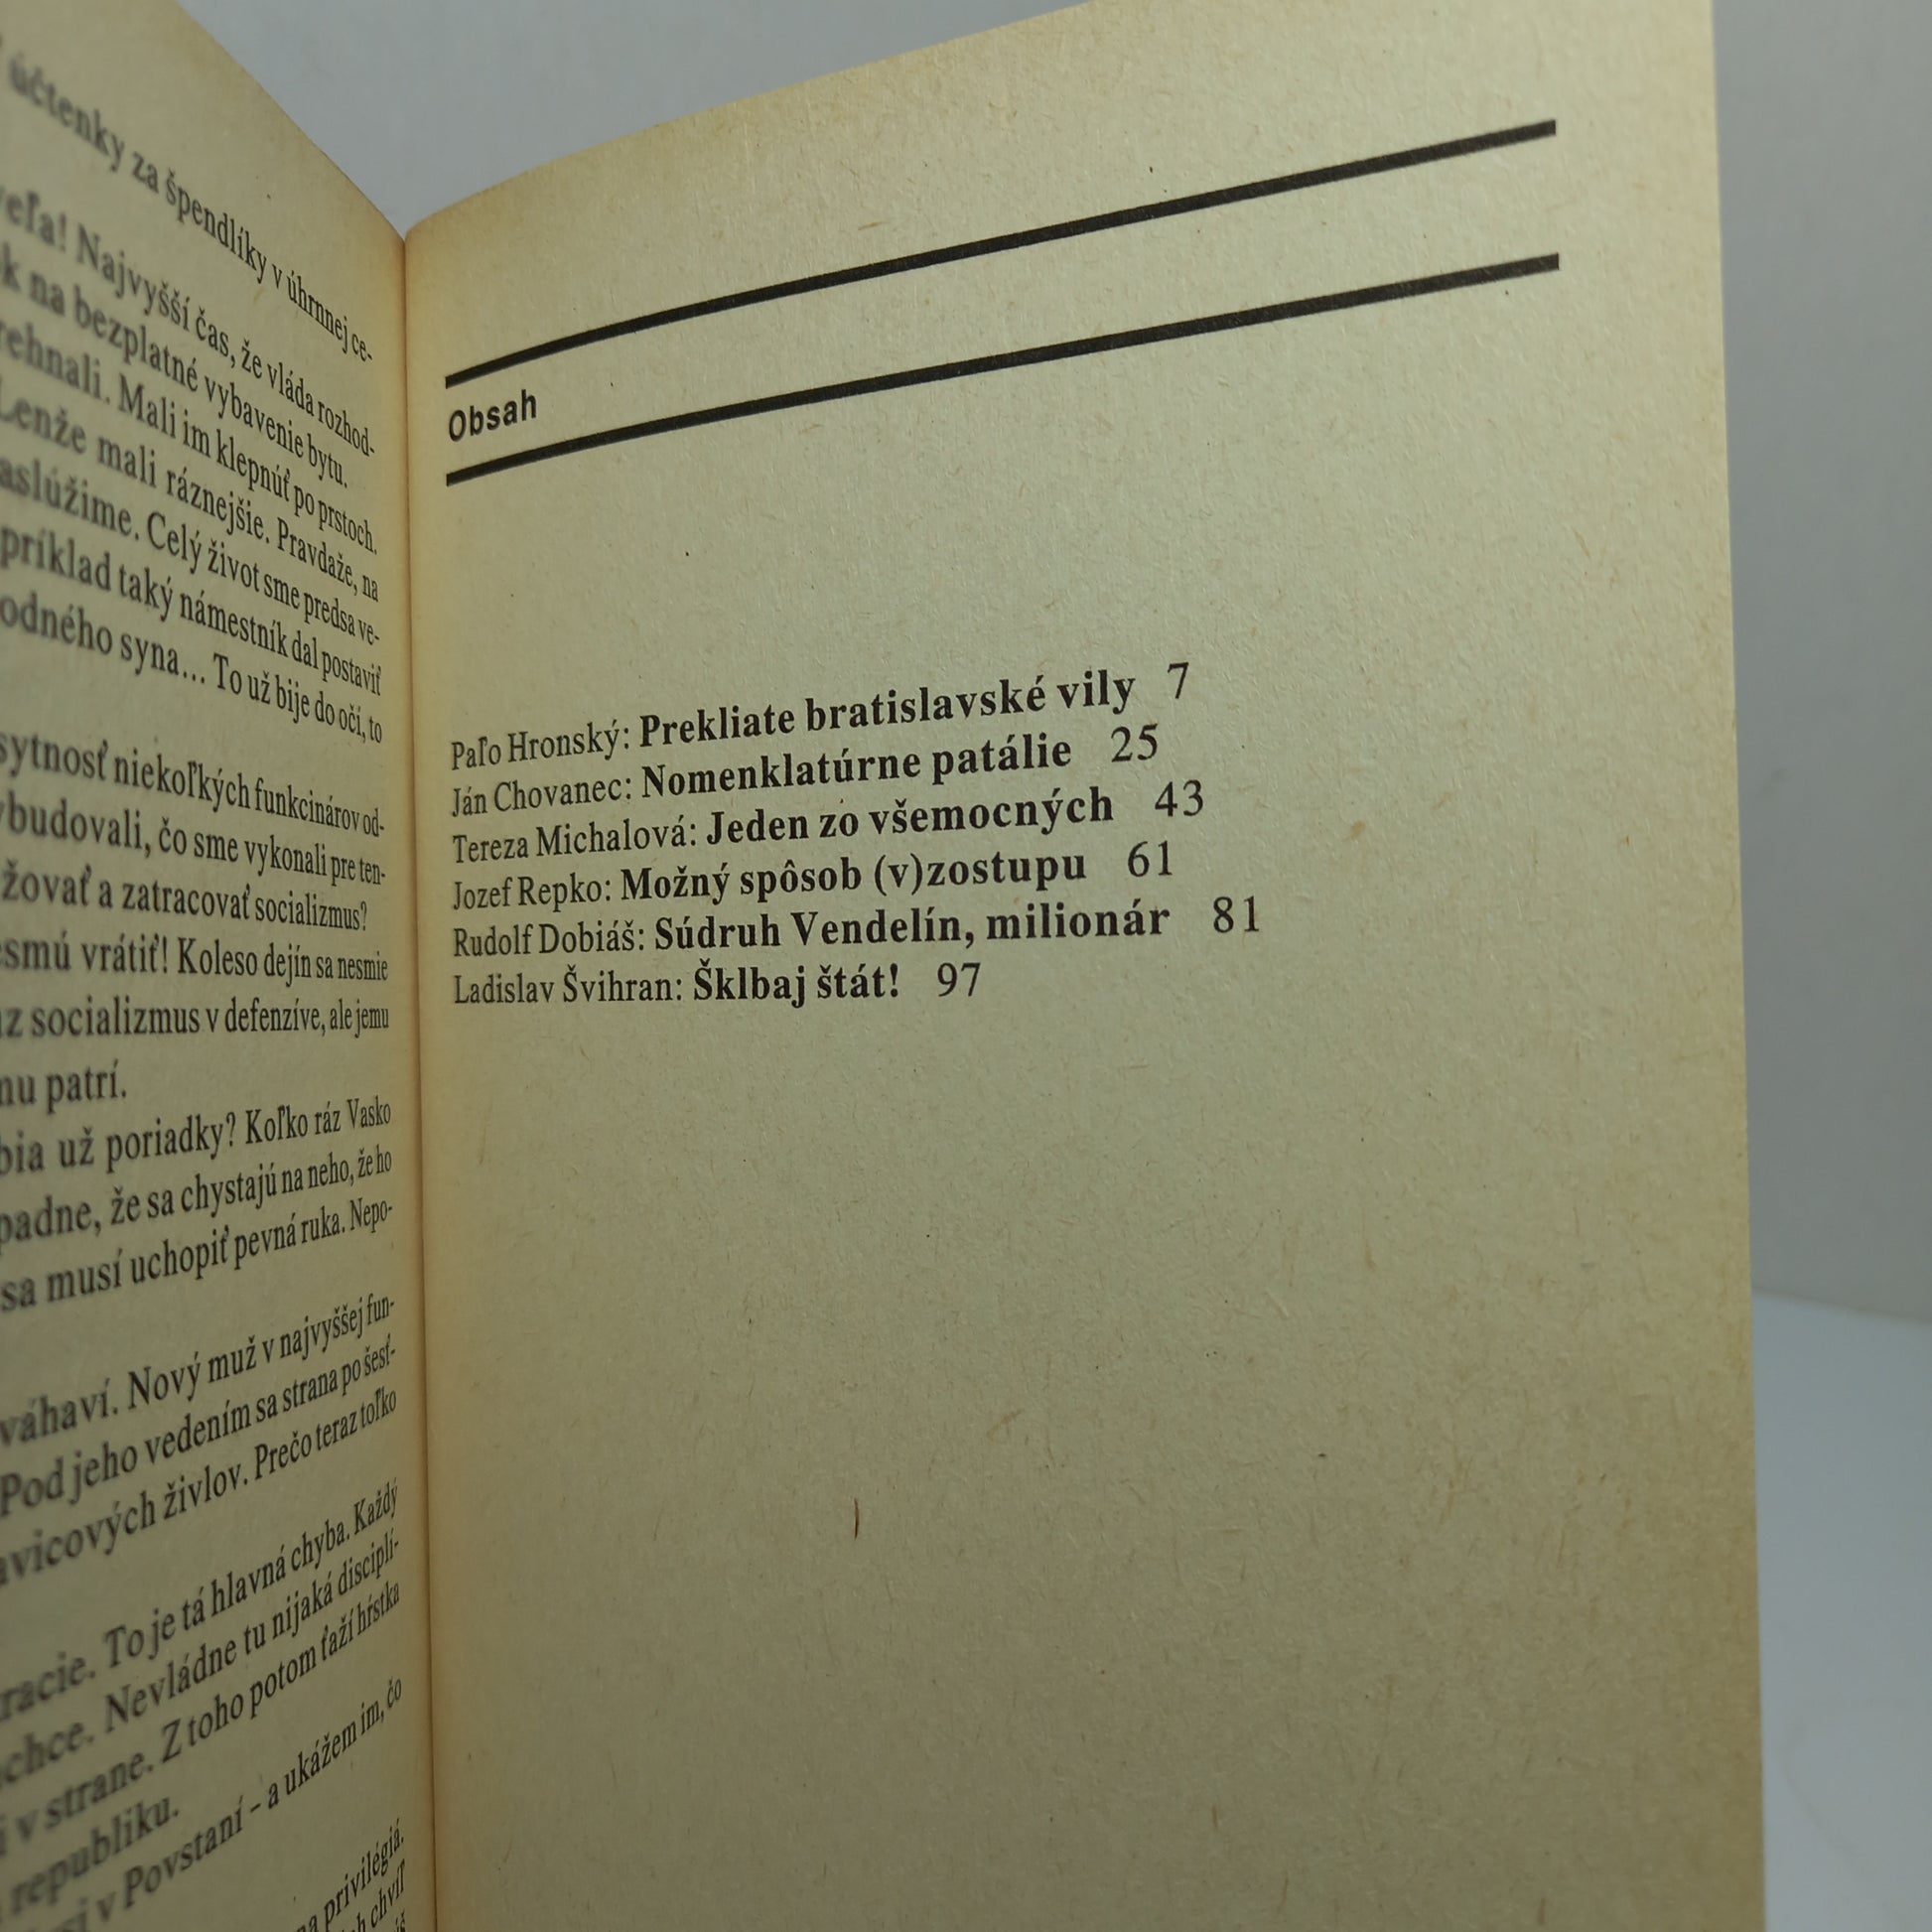 účtenky za špendlíky v úhrnnej ce-
veľa! Najvyšší čas, že vláda rozhod-
na bezplatné vybavenie bytu.
Mali im klepnúť po prstoch.
Lenže mali ráznejšie. Pravdaže, na
Celý život sme predsa ve-
príklad taký námestník dal postaviť
syna... To už bije do očí, to
niekoľkých funkcinárov od-
čo sme vykonali pre ten-
a zatracovať socializmus?
vrátiť! Koleso dejín sa nesmie
socializmus v defenzíve, ale jemu
patrí.
už poriadky? Koľko ráz Vasko
že sa chystajú na neho, že ho
sa musí uchopiť pevná ruka. Nepo-
váhaví. Nový muž v najvyššej fun-
Pod jeho vedením sa strana po šesť-
živlov. Prečo teraz toľko
To je tá hlavná chyba. Každý
chce. Nevládne tu nijaká disciplí-
v strane. Z toho potom ťaží hŕstka
republiku.
v Povstaní – a ukážem im, čo
privilégiá.
chvíľ
Obsah
Paľo Hronský: Prekliate bratislavské vily 7
Ján Chovanec: Nomenklatúrne patálie 25
Tereza Michalová: Jeden zo všemocných 43
Jozef Repko: Možný spôsob (v)zostupu 61
Rudolf Dobiáš: Súdruh Vendelín, milionár 81
Ladislav Švihran: Šklbaj štát! 97